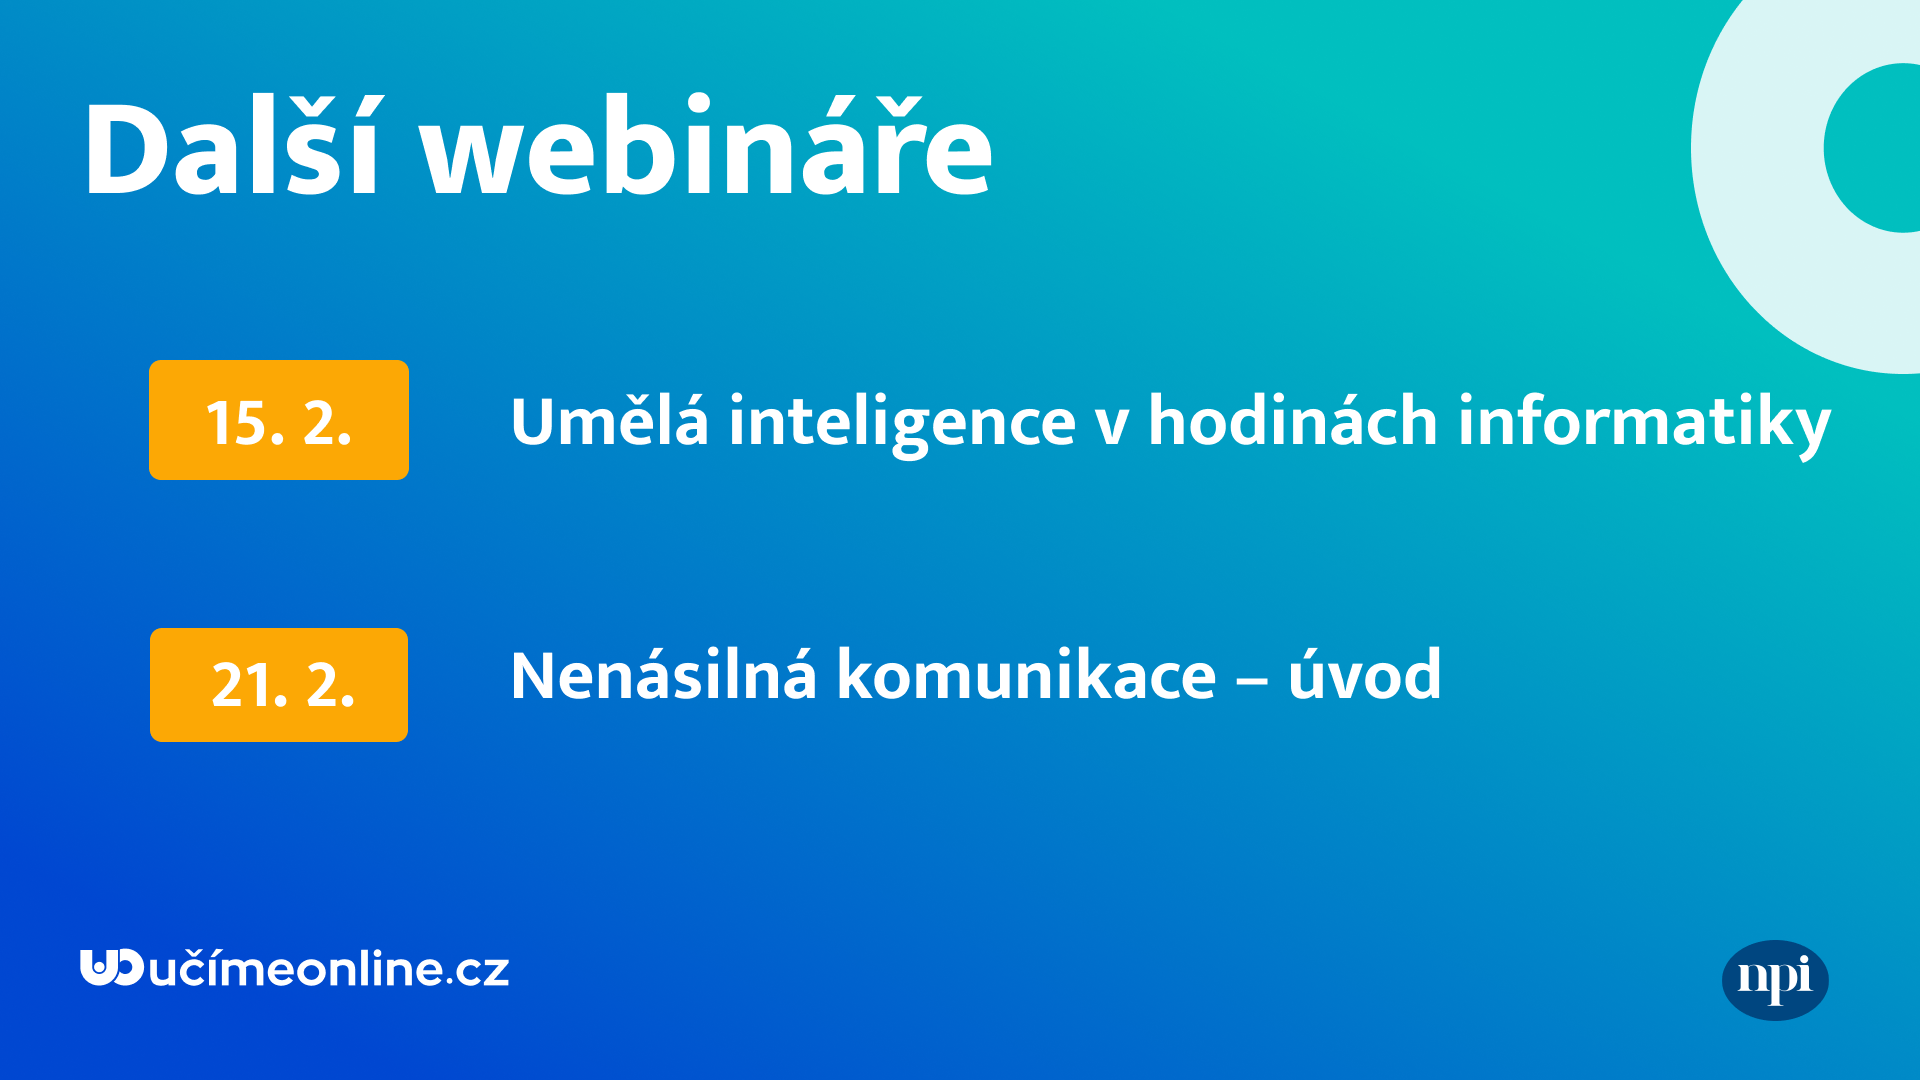 Další webináře
15. 2.
Umělá inteligence v hodinách informatiky
21. 2.
Nenásilná komunikace – úvod
učímeonline.cz
npi